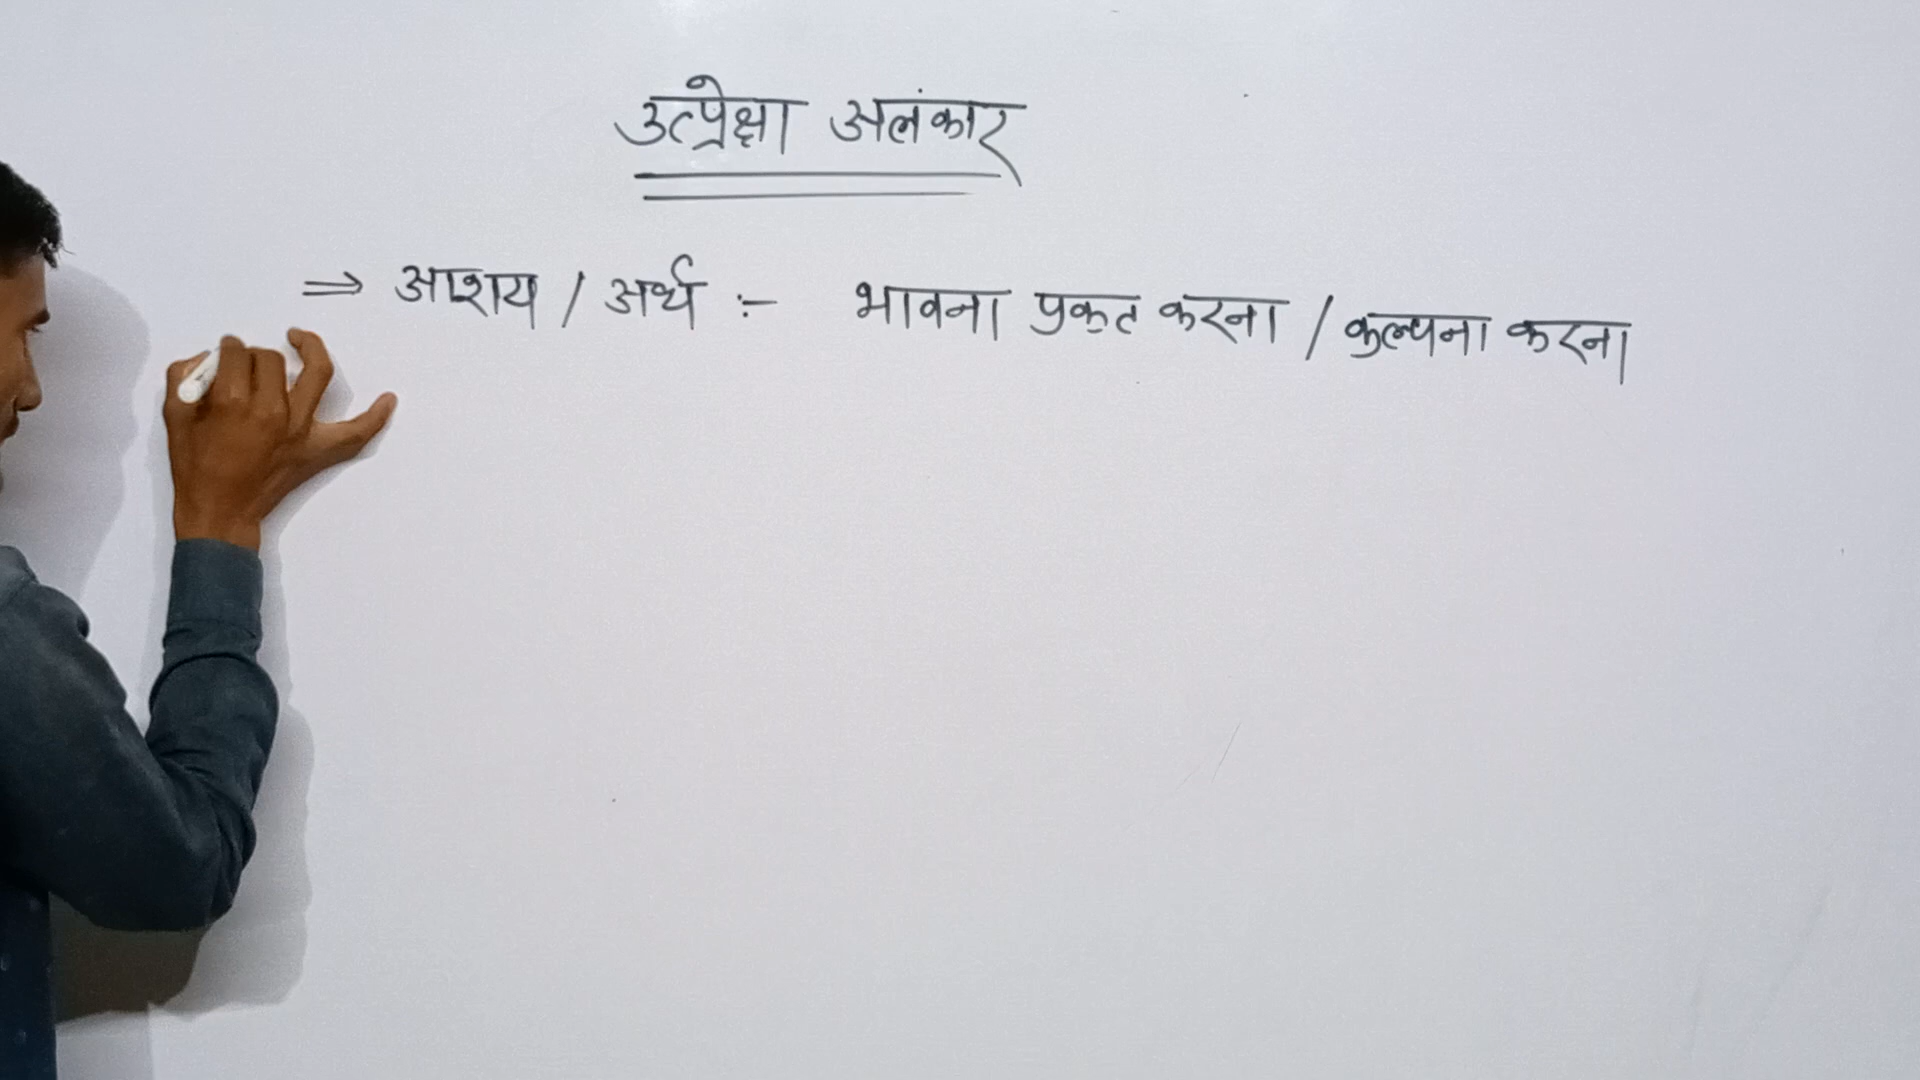 उत्प्रेक्षा अलंकार
⇒ आशय / अर्थ :- भावना प्रकट करना / कल्पना करना